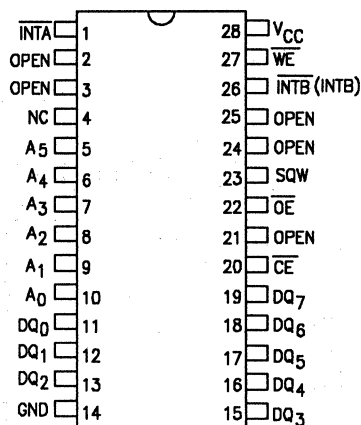 INTA 1 28 VCC
OPEN 2 27 WE
OPEN 3 26 INTB (INTB)
NC 4 25 OPEN
A5 5 24 OPEN
A4 6 23 SQW
A3 7 22 OE
A2 8 21 OPEN
A1 9 20 CE
A0 10 19 DQ7
DQ0 11 18 DQ6
DQ1 12 17 DQ5
DQ2 13 16 DQ4
GND 14 15 DQ3